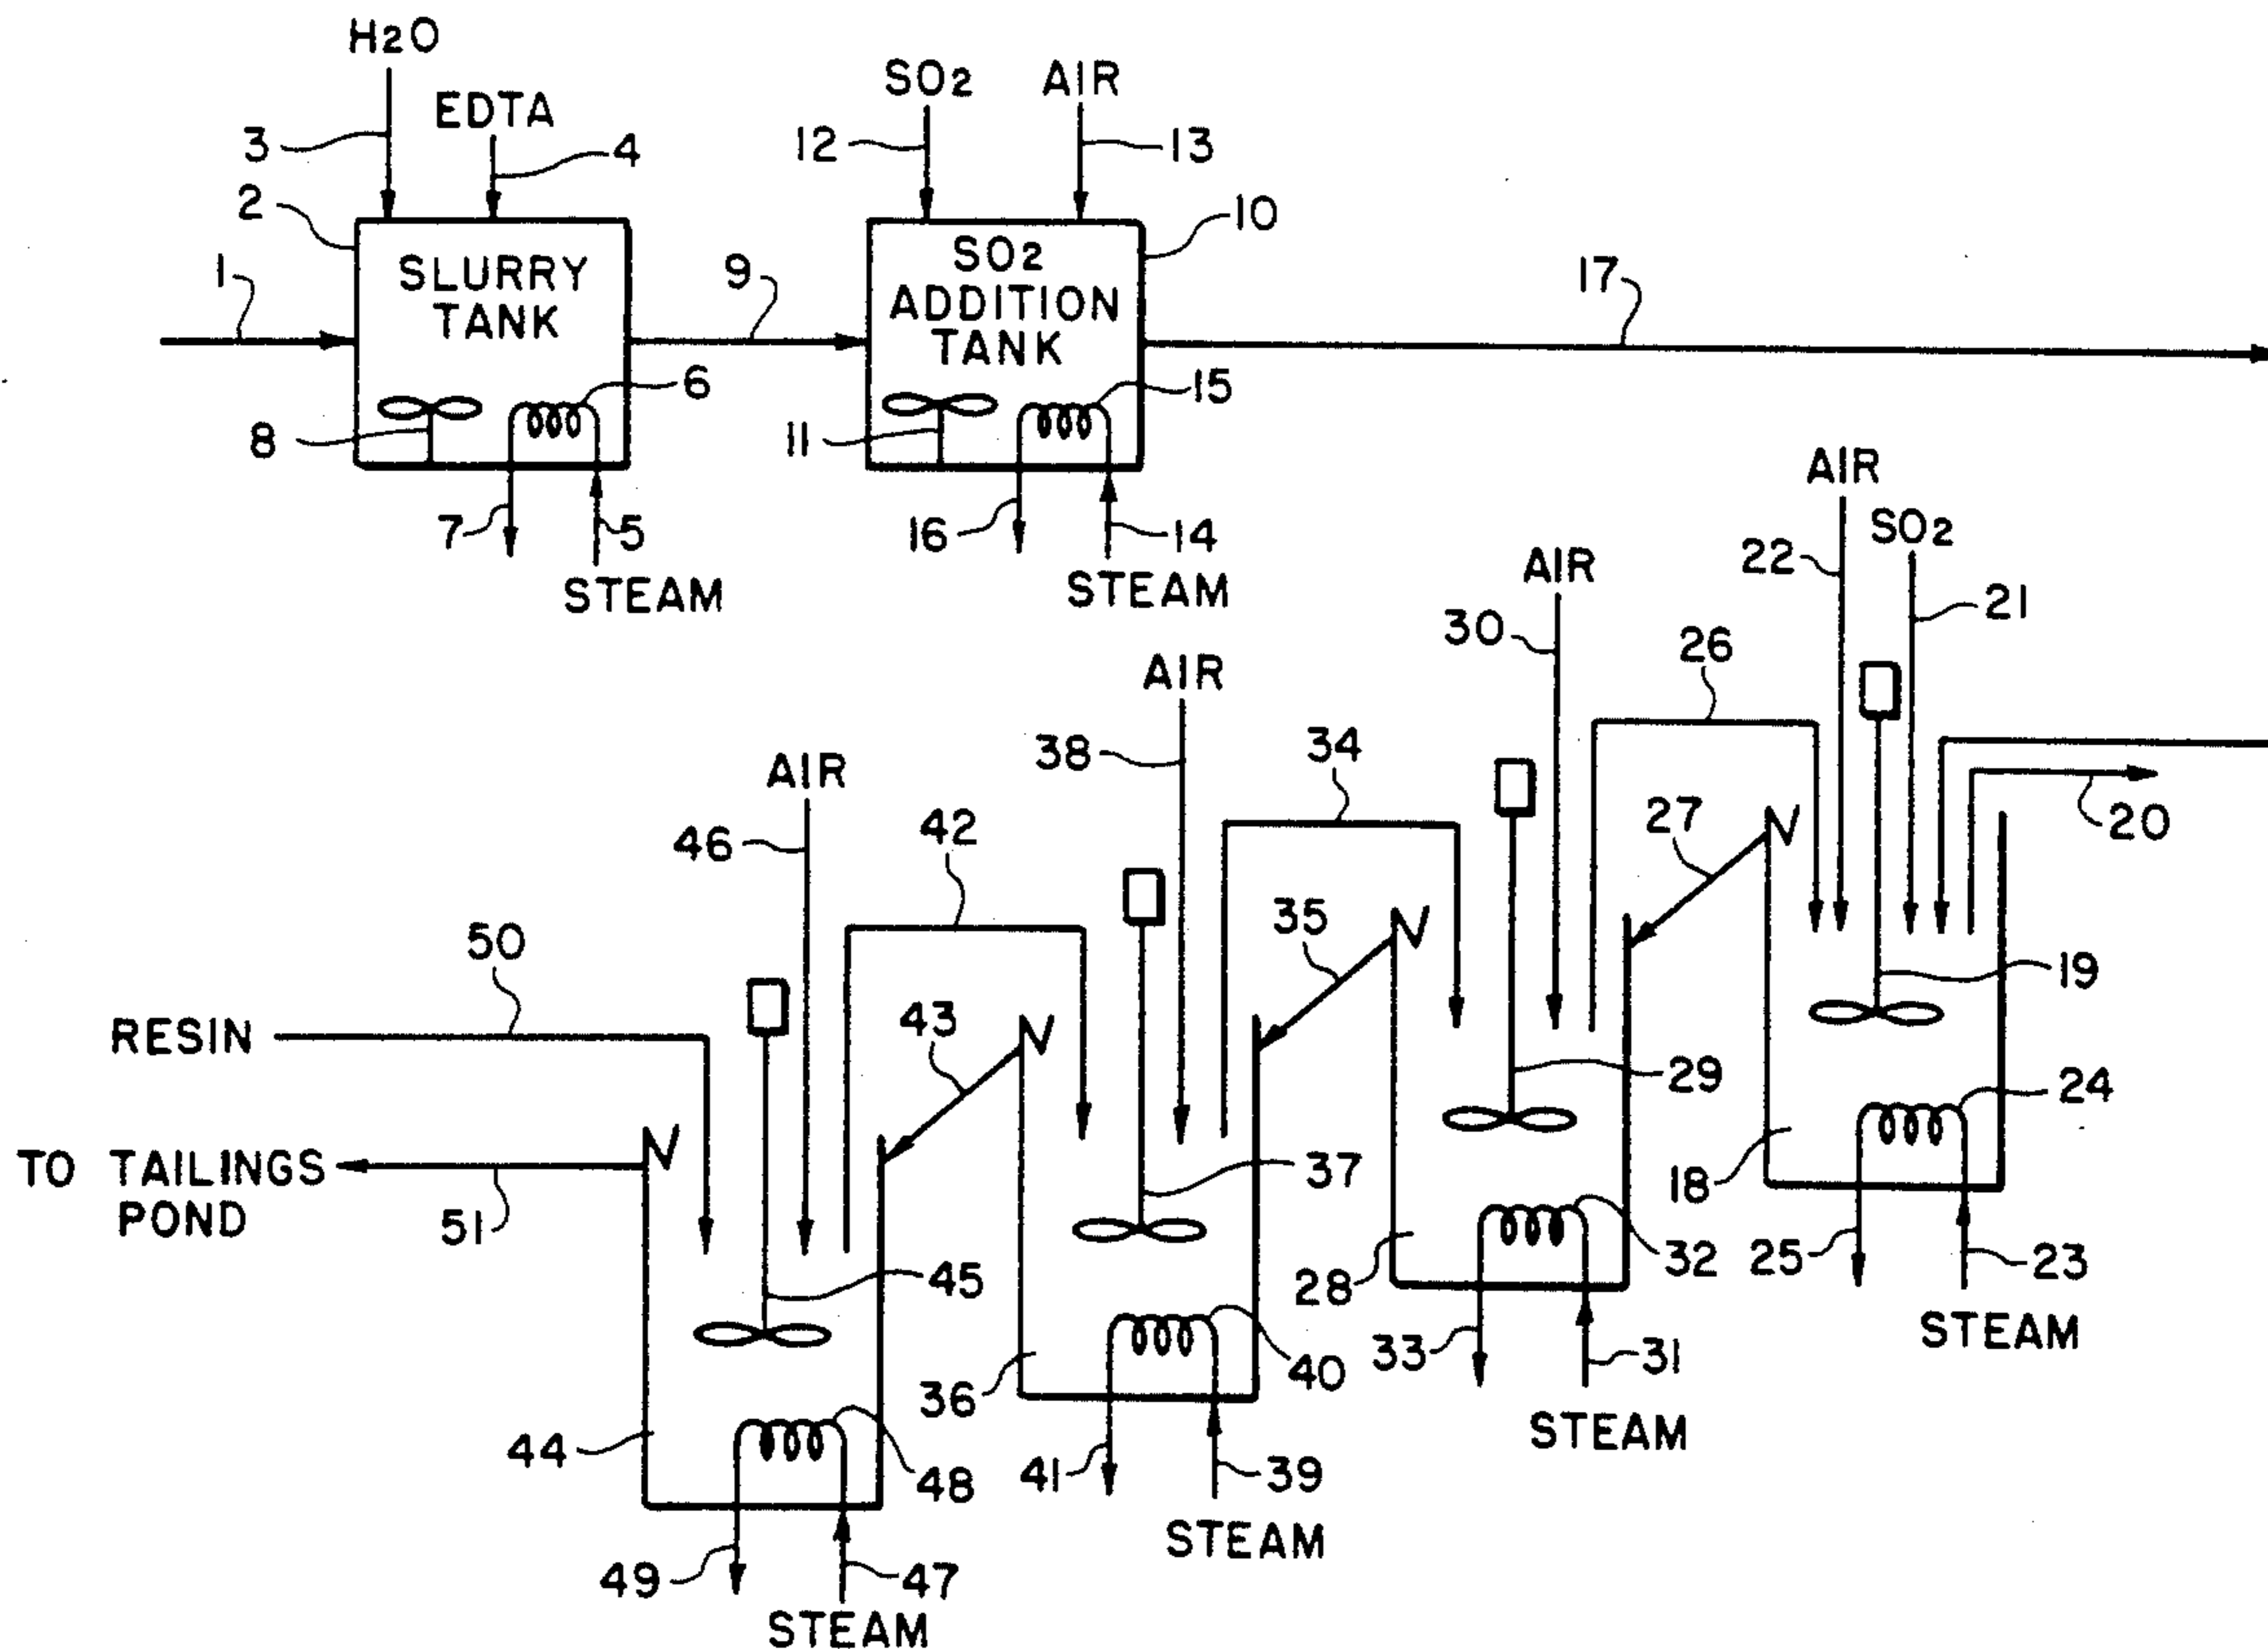 H2O
EDTA
SO2
AIR
3
4
12
13
2
10
1
SLURRY
TANK
9
SO2
ADDITION
TANK
17
6
15
8
11
7
5
16
14
STEAM
STEAM
AIR
SO2
22
21
AIR
30
26
AIR
38
34
27
20
AIR
46
42
35
50
43
19
RESIN
29
24
TO TAILINGS
POND
51
37
18
45
28
32
25
23
STEAM
36
40
33
31
44
48
41
39
STEAM
49
47
STEAM
STEAM